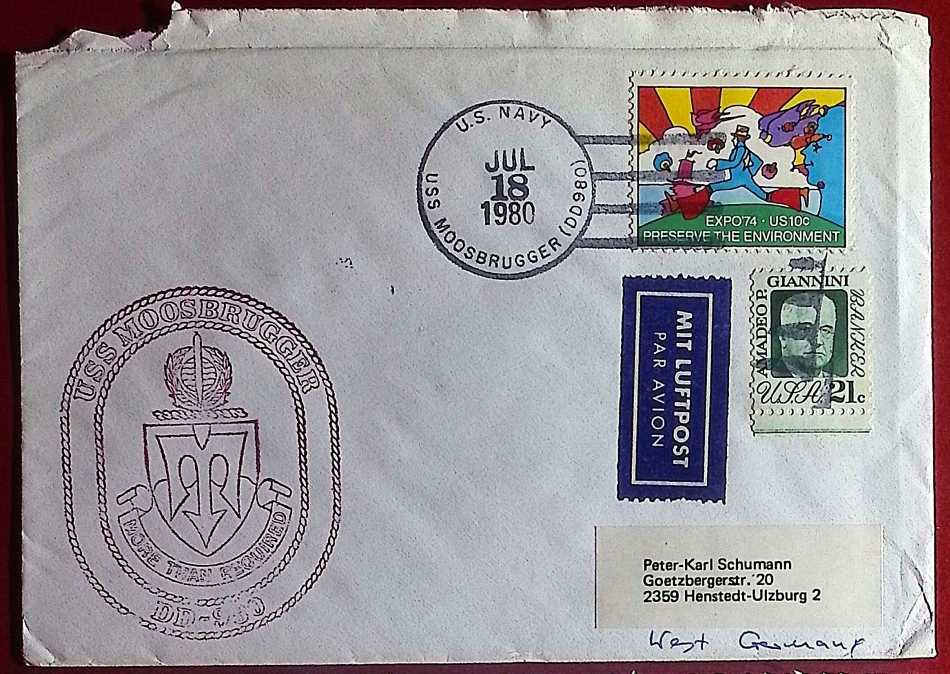 U.S. NAVY
JUL
18
1980
USS MOOSBRUGGER (DD980)
EXPO'74 · US10c
PRESERVE THE ENVIRONMENT
AMADEO P.
GIANNINI
BANKER
USA 21c
MIT LUFTPOST
PAR AVION
USS MOOSBRUGGER
MORE THAN REQUIRED
DD-980
Peter-Karl Schumann
Goetzbergerstr. 20
2359 Henstedt-Ulzburg 2
West Germany